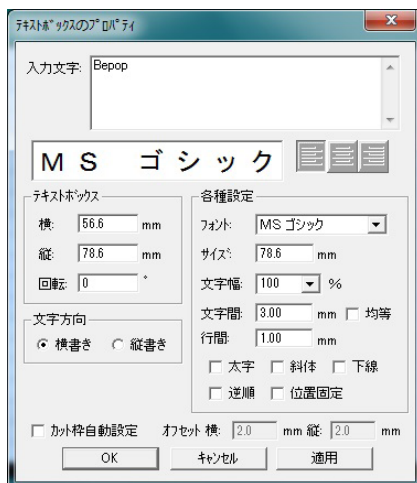 ﾃｷｽﾄﾎﾞｯｸｽのﾌﾟﾛﾊﾟﾃｨ
入力文字: Bepop
ＭＳ ゴシック
ﾃｷｽﾄﾎﾞｯｸｽ
横: 56.6 mm
縦: 78.6 mm
回転: 0 °
文字方向
横書き 縦書き
各種設定
ﾌｫﾝﾄ: MS ゴシック
ｻｲｽﾞ: 78.6 mm
文字幅: 100 %
文字間: 3.00 mm 均等
行間: 1.00 mm
太字 斜体 下線
逆順 位置固定
ｶｯﾄ枠自動設定 ｵﾌｾｯﾄ 横: 2.0 mm 縦: 2.0 mm
OK ｷｬﾝｾﾙ 適用